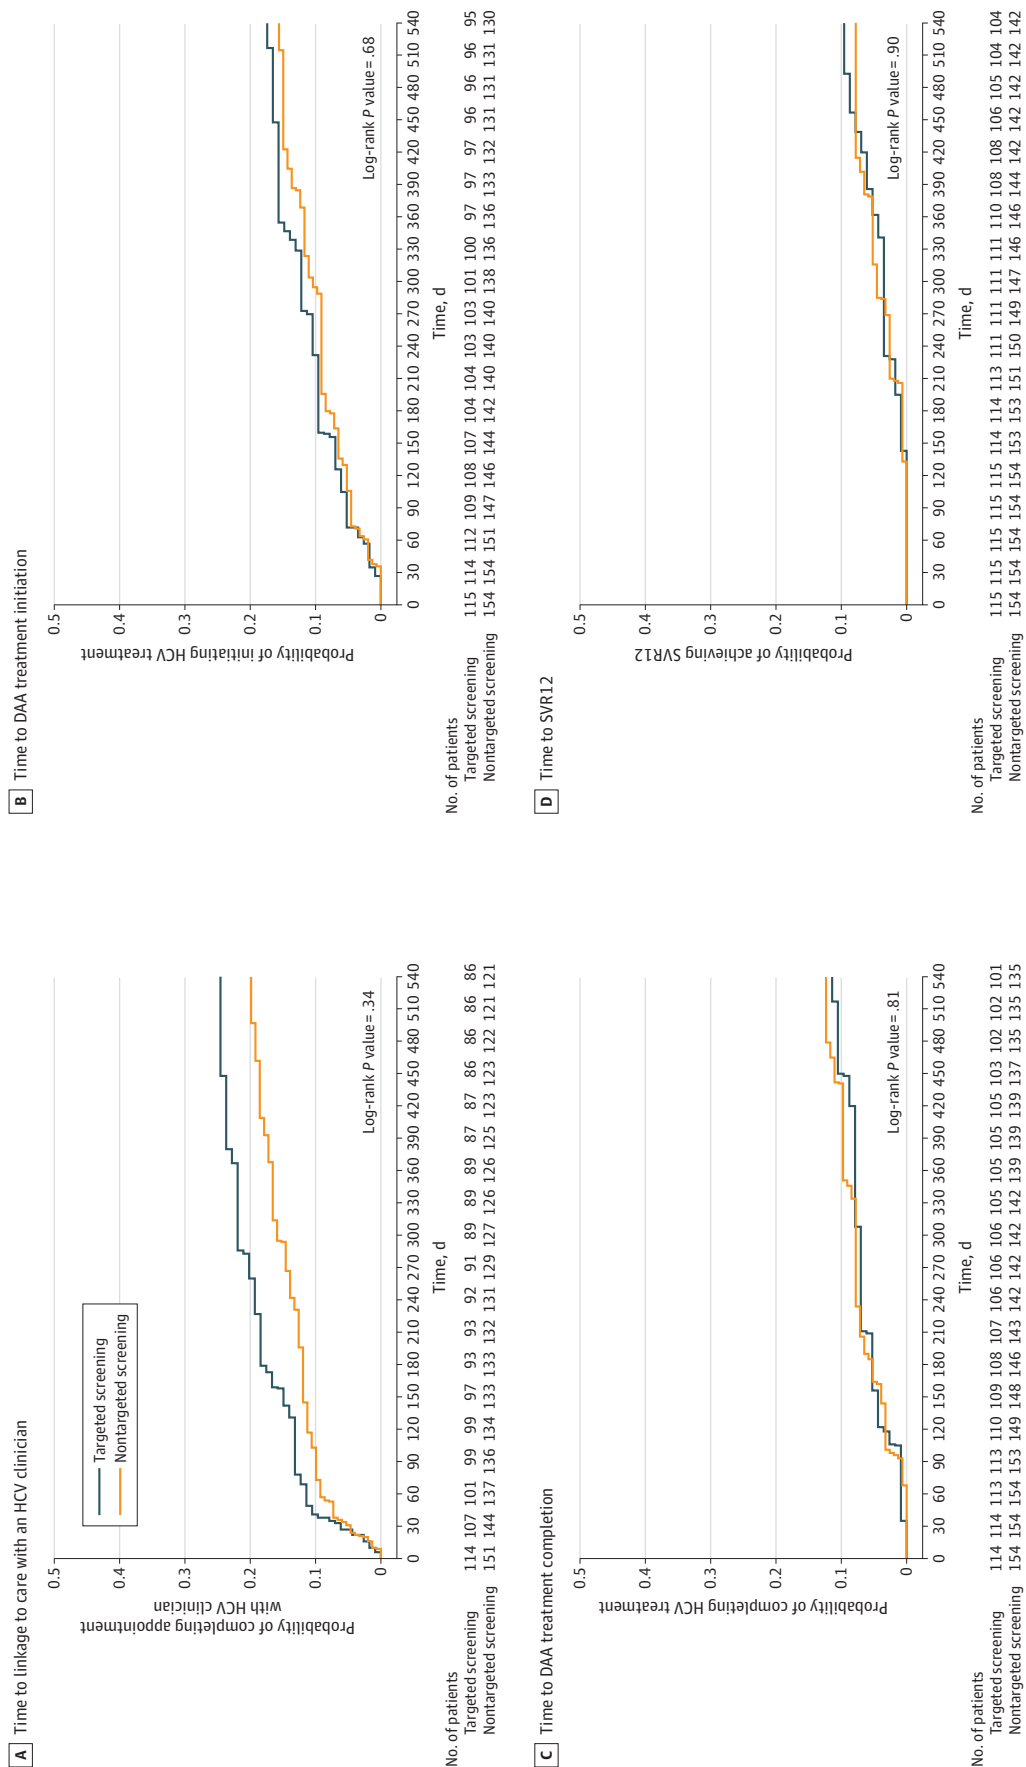 A Time to linkage to care with an HCV clinician
Probability of completing appointment
with HCV clinician
0.5
0.4
0.3
0.2
0.1
0
Targeted screening
Nontargeted screening
Log-rank P value = .34
0 30 60 90 120 150 180 210 240 270 300 330 360 390 420 450 480 510 540
Time, d
No. of patients
Targeted screening 114 107 101 99 99 97 93 93 92 91 89 89 89 87 87 86 86 86 86
Nontargeted screening 151 144 137 136 134 133 133 132 131 129 127 126 126 125 123 123 122 121 121
B Time to DAA treatment initiation
Probability of initiating HCV treatment
0.5
0.4
0.3
0.2
0.1
0
Log-rank P value = .68
0 30 60 90 120 150 180 210 240 270 300 330 360 390 420 450 480 510 540
Time, d
No. of patients
Targeted screening 115 114 112 109 108 107 104 104 103 103 101 100 97 97 97 96 96 96 95
Nontargeted screening 154 154 151 147 146 144 142 140 140 140 138 136 136 133 132 131 131 131 130
C Time to DAA treatment completion
Probability of completing HCV treatment
0.5
0.4
0.3
0.2
0.1
0
Log-rank P value = .81
0 30 60 90 120 150 180 210 240 270 300 330 360 390 420 450 480 510 540
Time, d
No. of patients
Targeted screening 114 114 113 113 110 109 108 107 106 106 106 105 105 105 105 103 102 102 101
Nontargeted screening 154 154 154 153 149 148 146 143 142 142 142 142 139 139 139 137 135 135 135
D Time to SVR12
Probability of achieving SVR12
0.5
0.4
0.3
0.2
0.1
0
Log-rank P value = .90
0 30 60 90 120 150 180 210 240 270 300 330 360 390 420 450 480 510 540
Time, d
No. of patients
Targeted screening 115 115 115 115 115 114 114 113 111 111 111 111 110 108 108 106 105 104 104
Nontargeted screening 154 154 154 154 154 153 153 151 150 149 147 146 146 144 142 142 142 142 142